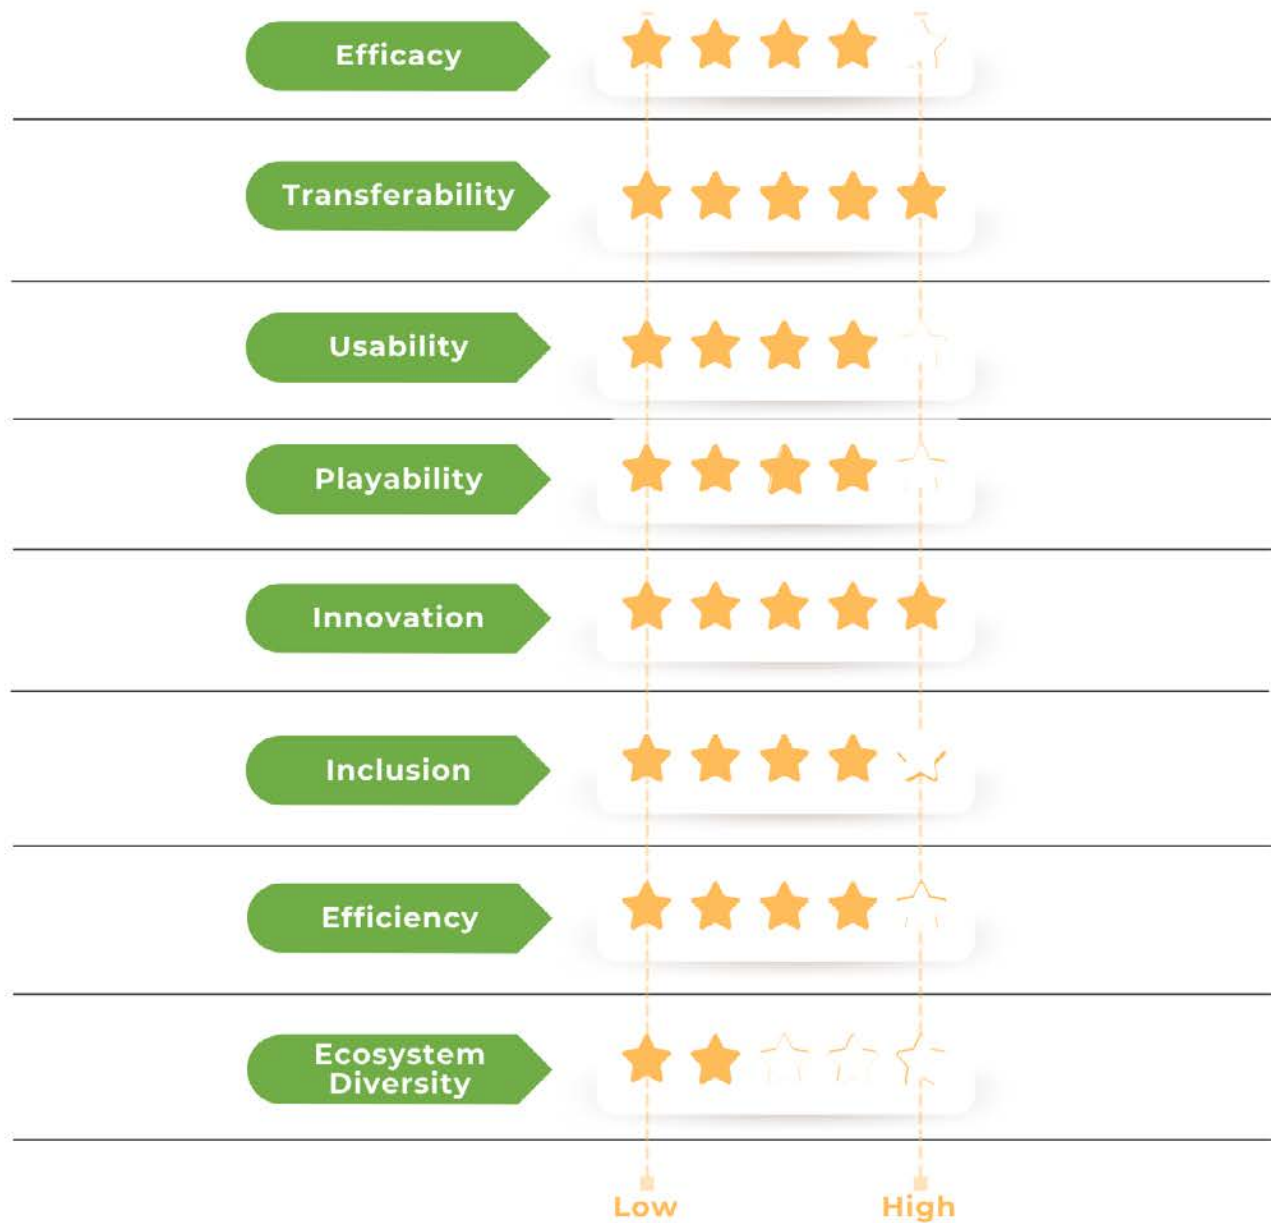 Efficacy
Transferability
Usability
Playability
Innovation
Inclusion
Efficiency
Ecosystem
Diversity
Low High